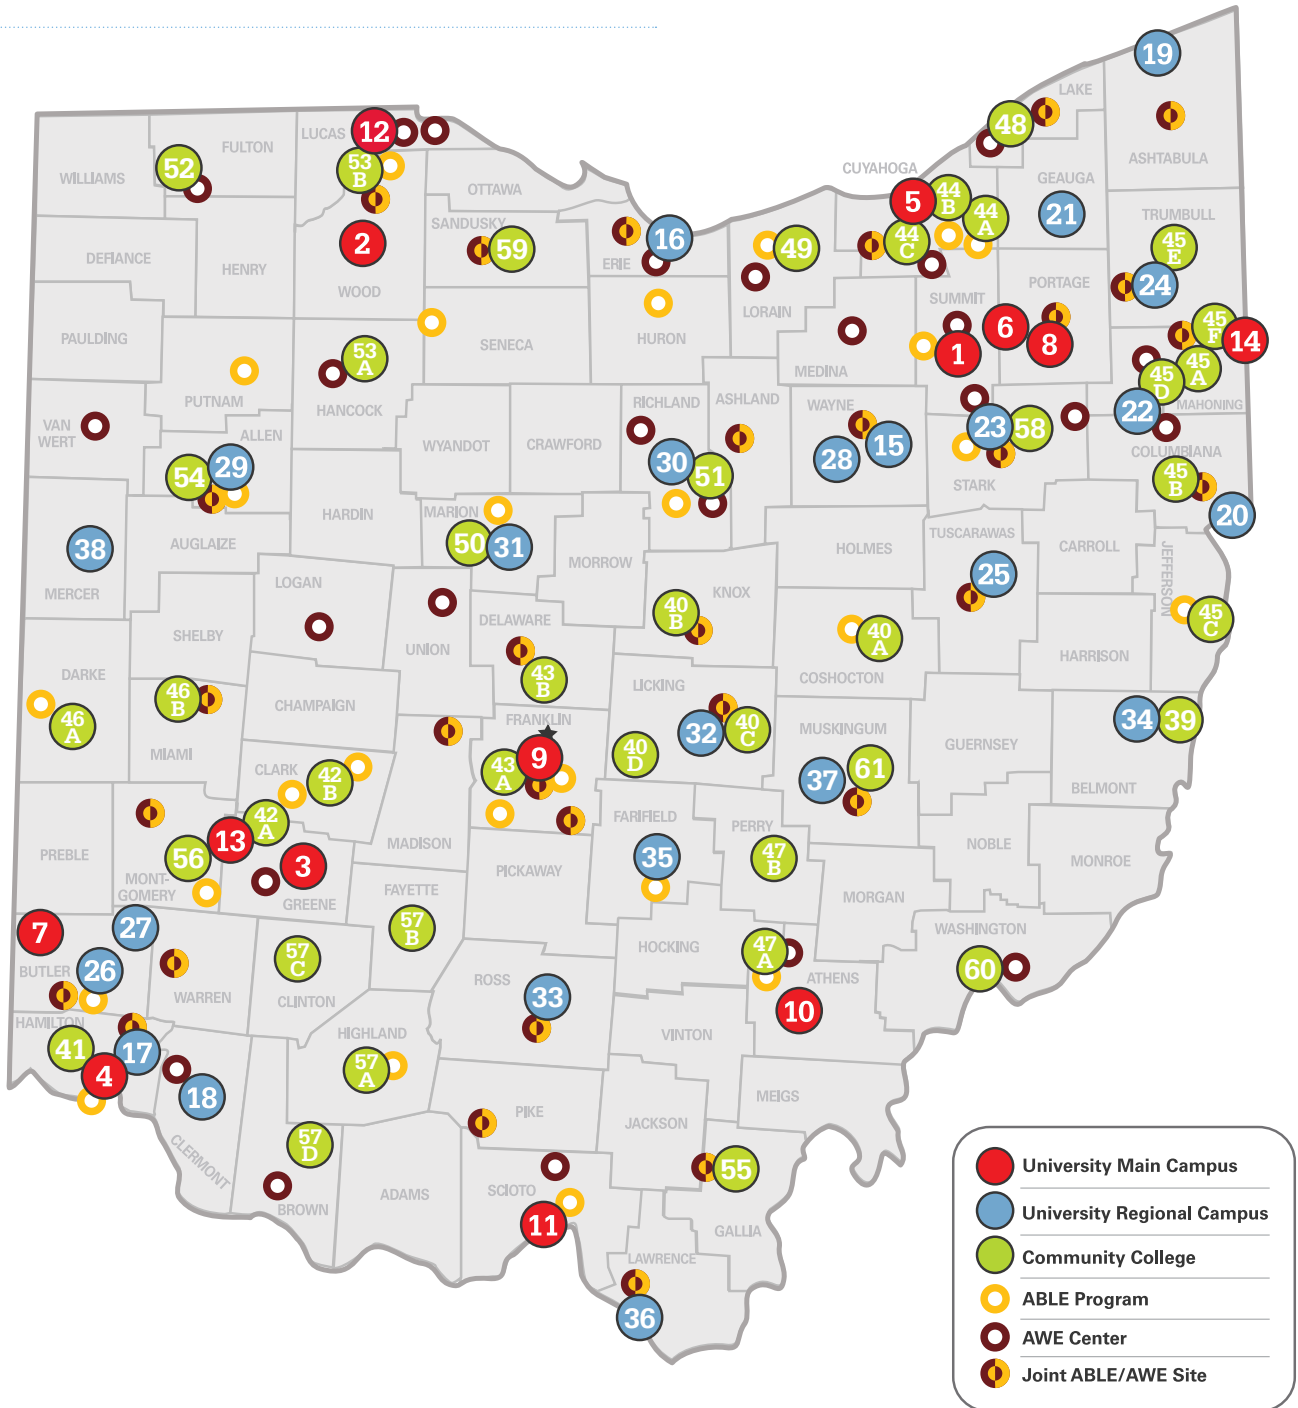 19
LAKE
48
12
LUCAS
FULTON
ASHTABULA
52
53
B
CUYAHOGA
WILLIAMS
GEAUGA
OTTAWA
5
44
B
44
A
21
TRUMBULL
SANDUSKY
2
59
16
44
C
49
45
E
DEFIANCE
HENRY
ERIE
WOOD
24
PORTAGE
SUMMIT
LORAIN
PAULDING
SENECA
HURON
6
8
1
45
F
14
53
A
MEDINA
45
A
45
D
PUTNAM
HANCOCK
RICHLAND
ASHLAND
WAYNE
22
MAHONING
VAN
WERT
ALLEN
WYANDOT
CRAWFORD
28
15
23
58
COLUMBIANA
54
29
30
51
STARK
45
B
20
HARDIN
MARION
AUGLAIZE
38
50
31
MORROW
HOLMES
TUSCARAWAS
CARROLL
JEFFERSON
25
MERCER
LOGAN
KNOX
40
B
45
C
SHELBY
UNION
DELAWARE
40
A
HARRISON
DARKE
43
B
LICKING
COSHOCTON
46
B
46
A
CHAMPAIGN
FRANKLIN
32
40
C
MUSKINGUM
34
39
MIAMI
9
43
A
40
D
GUERNSEY
CLARK
42
B
37
61
BELMONT
42
A
FARIFIELD
PERRY
13
MADISON
NOBLE
PREBLE
56
3
PICKAWAY
35
47
B
MONROE
MONT-
GOMERY
GREENE
FAYETTE
MORGAN
7
27
57
B
WASHINGTON
HOCKING
47
A
BUTLER
26
57
C
ROSS
ATHENS
60
WARREN
CLINTON
33
10
HAMILTON
HIGHLAND
VINTON
41
17
4
57
A
18
MEIGS
PIKE
JACKSON
CLERMONT
57
D
55
ADAMS
SCIOTO
BROWN
11
GALLIA
LAWRENCE
36
University Main Campus
University Regional Campus
Community College
ABLE Program
AWE Center
Joint ABLE/AWE Site